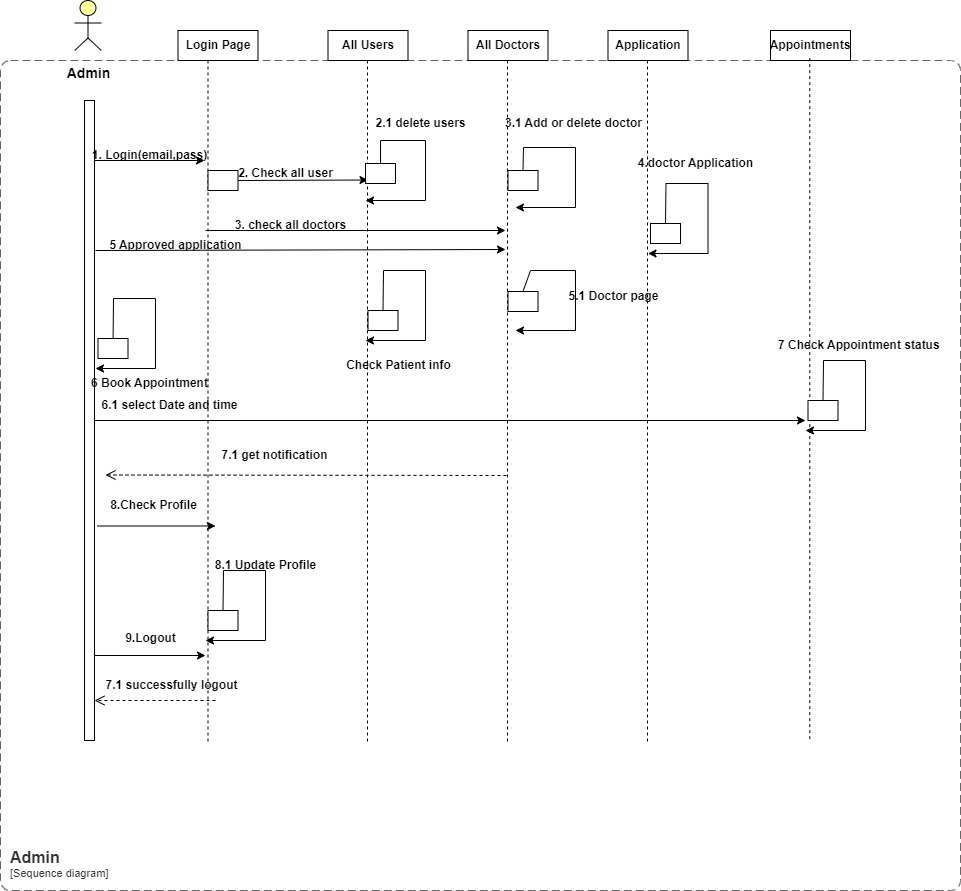 Login Page
All Users
All Doctors
Application
Appointments
Admin
2.1 delete users
3.1 Add or delete doctor
1. Login(email,pass)
4.doctor Application
2. Check all user
3. check all doctors
5 Approved application
5.1 Doctor page
7 Check Appointment status
Check Patient info
6 Book Appointment
6.1 select Date and time
7.1 get notification
8.Check Profile
8.1 Update Profile
9.Logout
7.1 successfully logout
Admin
[Sequence diagram]